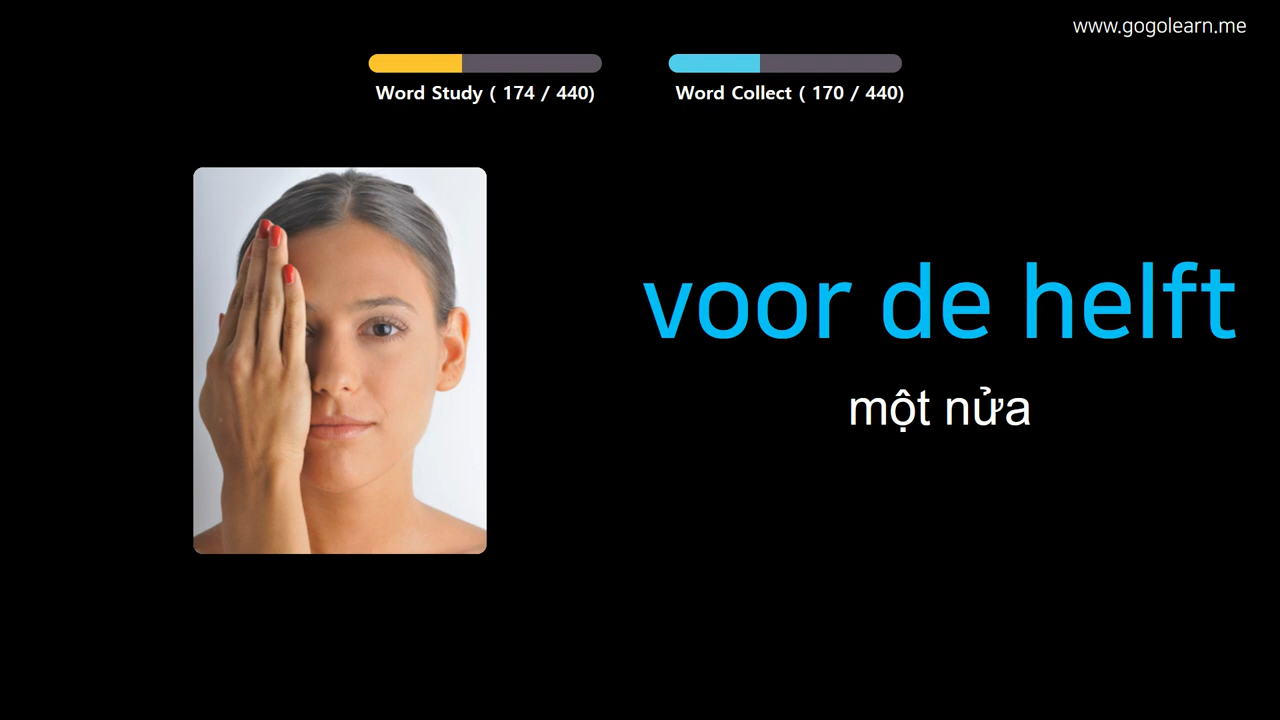 www.gogolearn.me
Word Study ( 174 / 440)
Word Collect ( 170 / 440)
voor de helft
một nửa